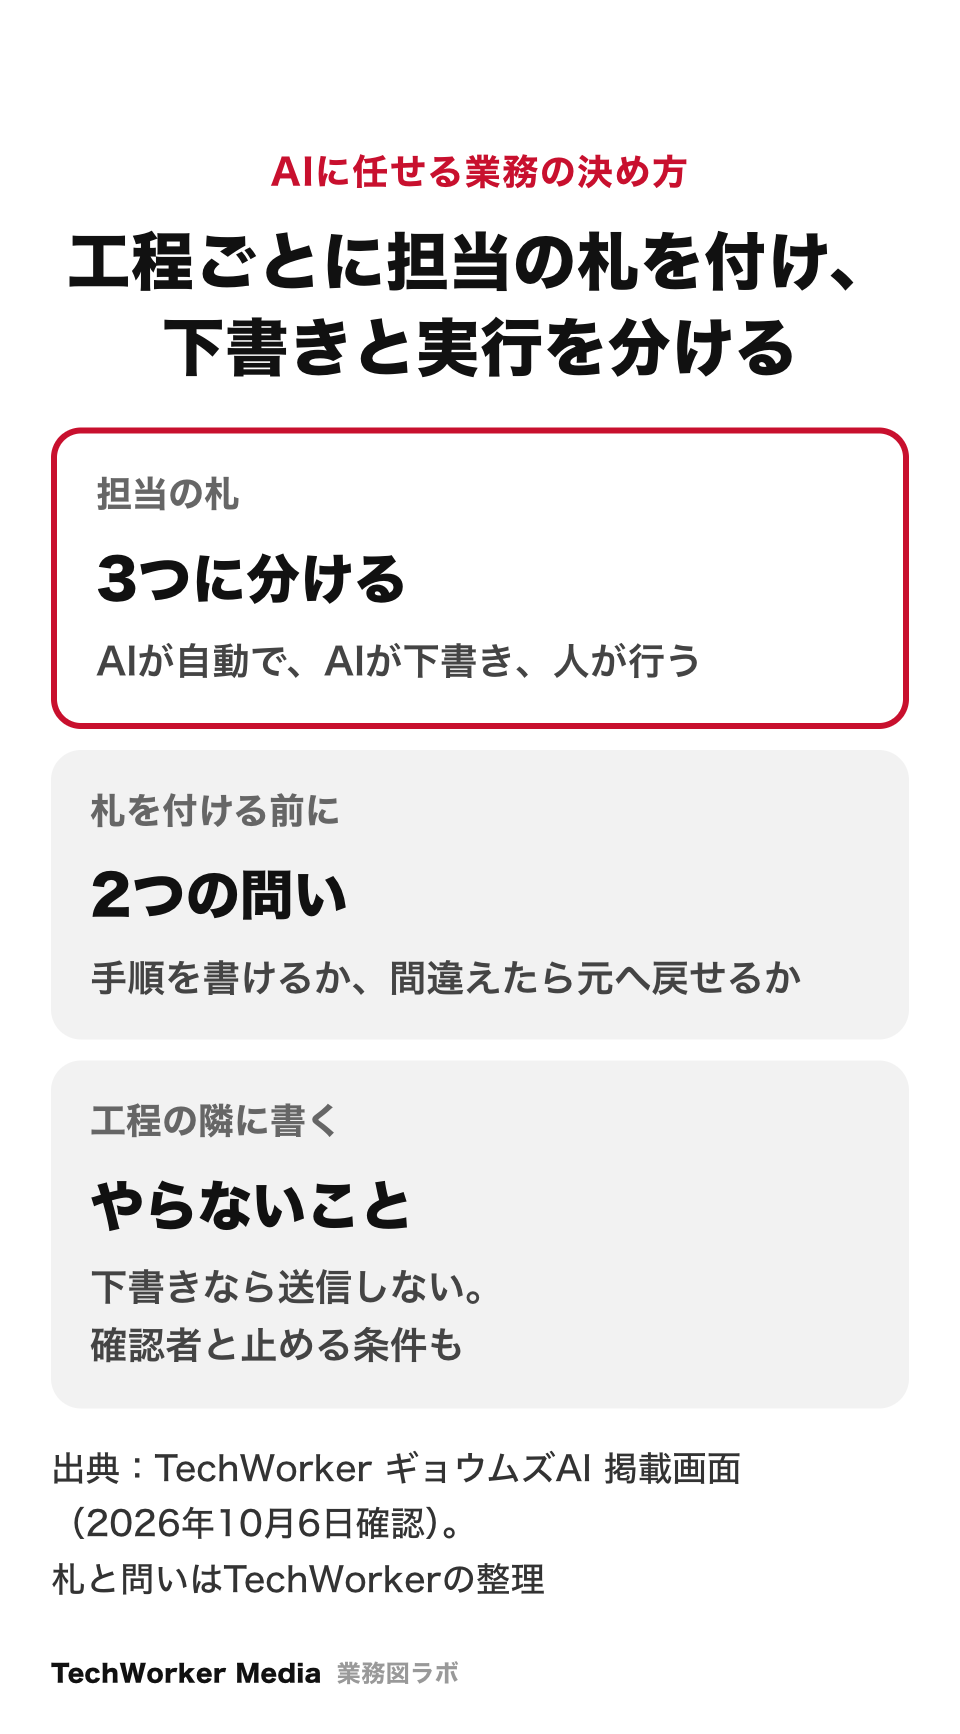 AIに任せる業務の決め方
工程ごとに担当の札を付け、
下書きと実行を分ける
担当の札
3つに分ける
AIが自動で、AIが下書き、人が行う
札を付ける前に
2つの問い
手順を書けるか、間違えたら元へ戻せるか
工程の隣に書く
やらないこと
下書きなら送信しない。
確認者と止める条件も
出典：TechWorker ギョウムズAI 掲載画面
（2026年10月6日確認）。
札と問いはTechWorkerの整理
TechWorker Media 業務図ラボ